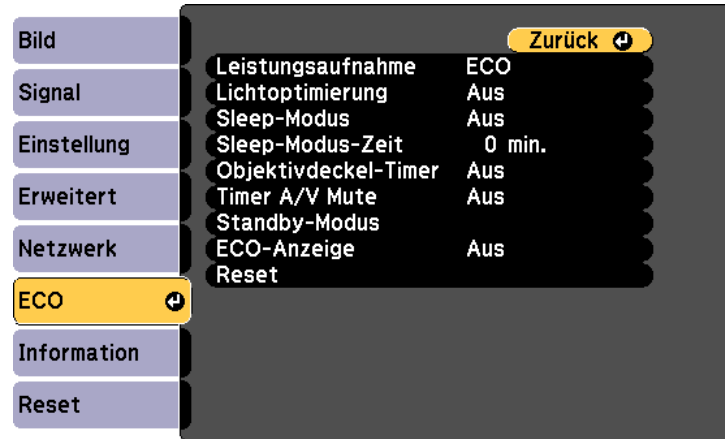 Bild
Signal
Einstellung
Erweitert
Netzwerk
ECO
Information
Reset
Zurück
Leistungsaufnahme ECO
Lichtoptimierung Aus
Sleep-Modus Aus
Sleep-Modus-Zeit 0 min.
Objektivdeckel-Timer Aus
Timer A/V Mute Aus
Standby-Modus
ECO-Anzeige Aus
Reset